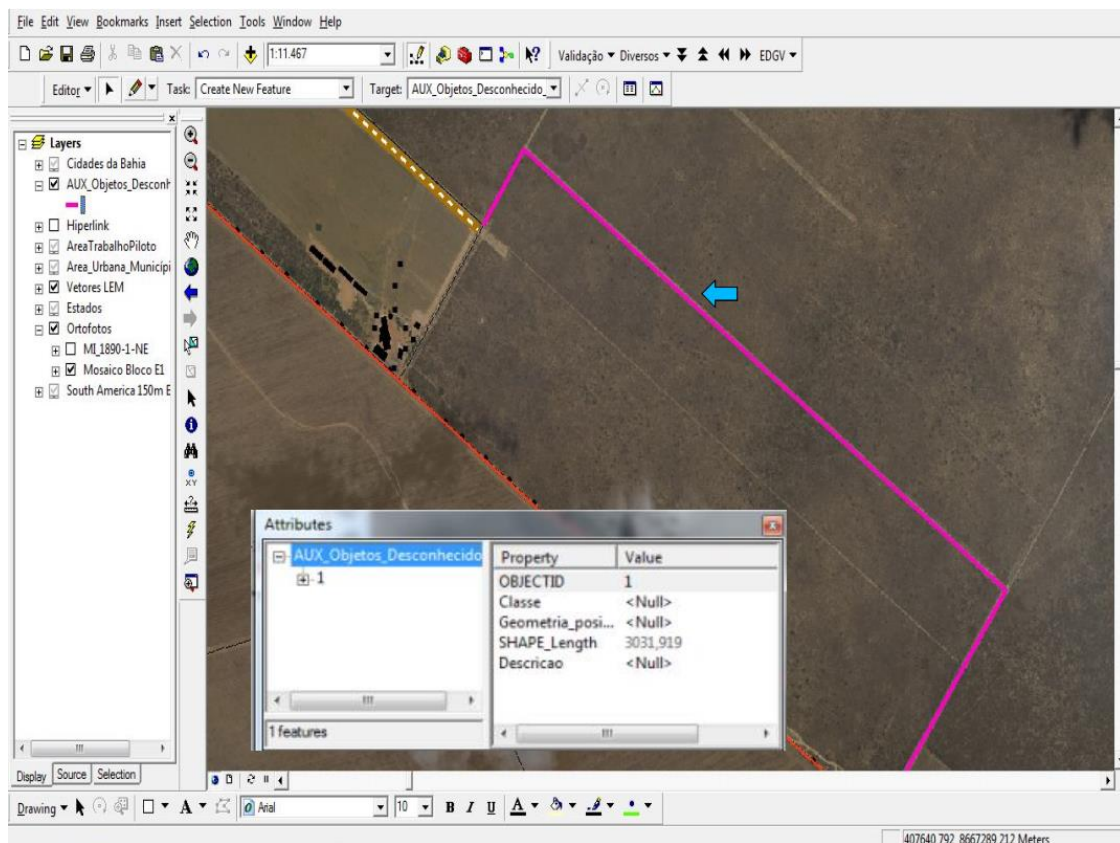 File Edit View Bookmarks Insert Selection Tools Window Help
1:11.467 Validação Diversos EDGV
Editor Task: Create New Feature Target: AUX_Objetos_Desconhecido_
Layers
Cidades da Bahia
AUX_Objetos_Desconh
Hiperlink
AreaTrabalhoPiloto
Area_Urbana_Municípi
Vetores LEM
Estados
Ortofotos
MI_1890-1-NE
Mosaico Bloco E1
South America 150m E
XY
Attributes
AUX_Objetos_Desconhecido
1
1 features
Property Value
OBJECTID 1
Classe <Null>
Geometria_posi... <Null>
SHAPE_Length 3031,919
Descricao <Null>
Display Source Selection
Drawing A Arial 10 B I U A
407640,792 8667289,212 Meters